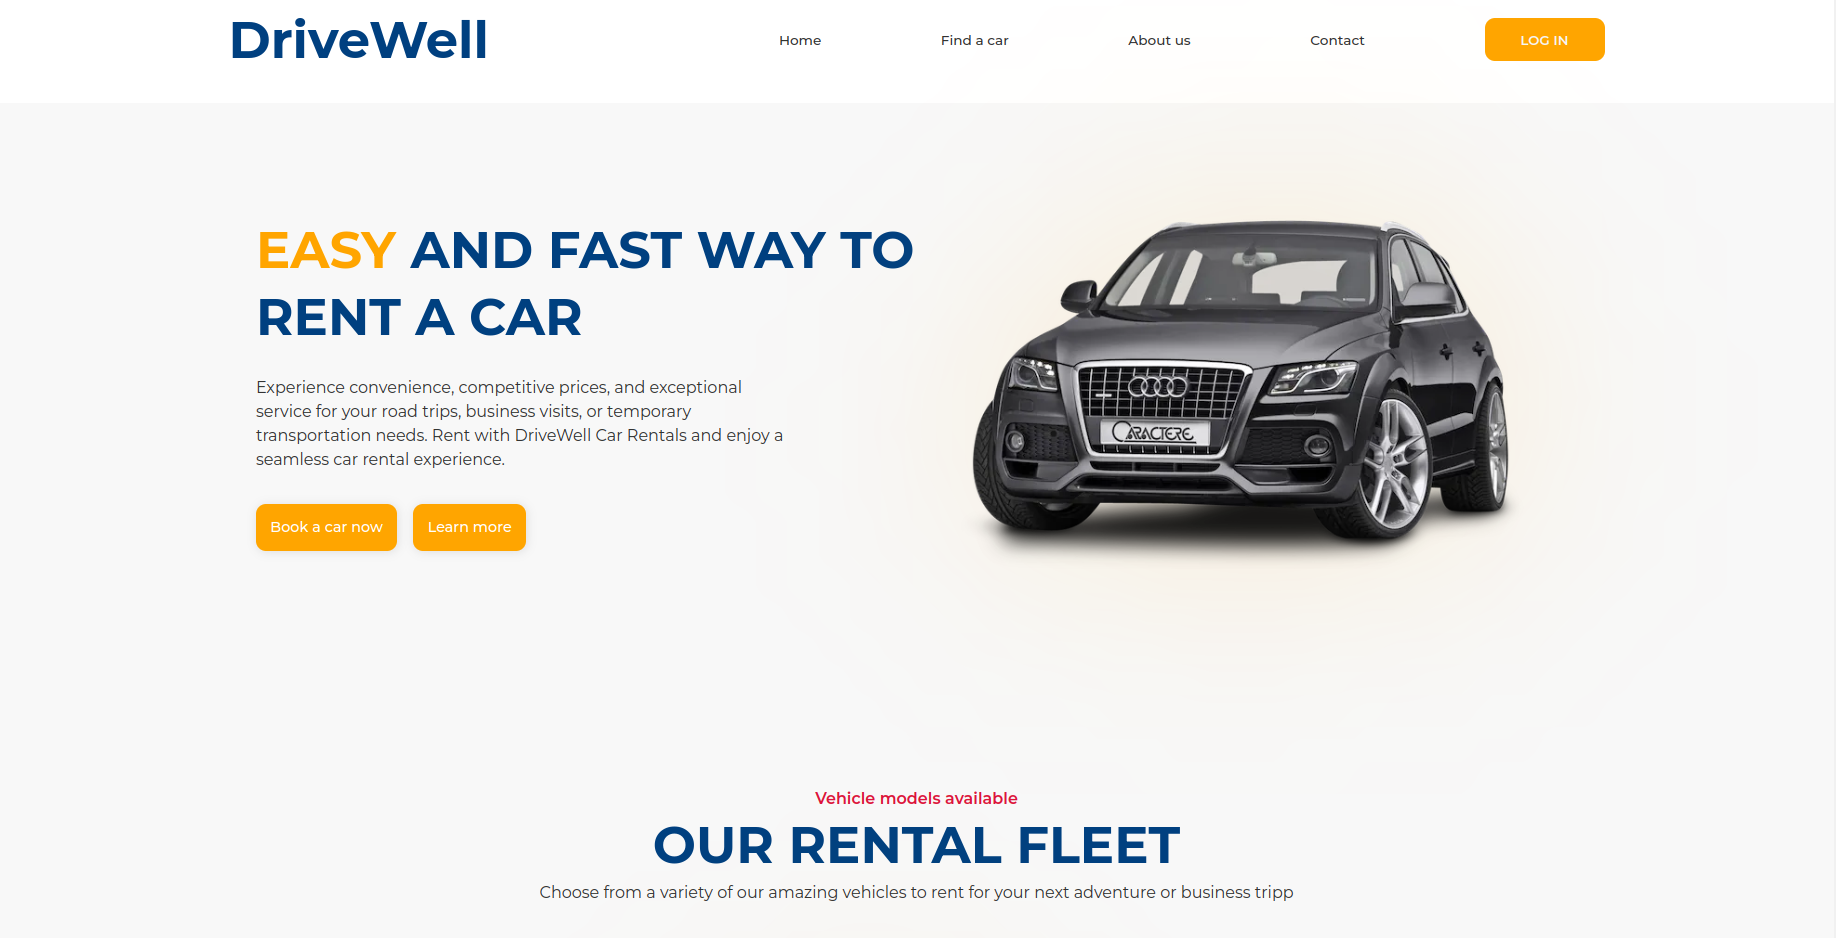 DriveWell
Home
Find a car
About us
Contact
LOG IN
EASY AND FAST WAY TO
RENT A CAR
Experience convenience, competitive prices, and exceptional
service for your road trips, business visits, or temporary
transportation needs. Rent with DriveWell Car Rentals and enjoy a
seamless car rental experience.
Book a car now
Learn more
CARACTERE
Vehicle models available
OUR RENTAL FLEET
Choose from a variety of our amazing vehicles to rent for your next adventure or business tripp